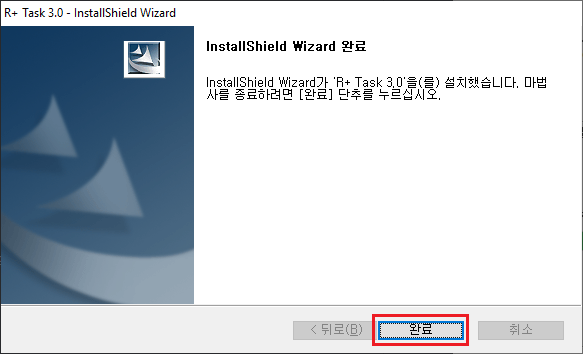 R+ Task 3.0 - InstallShield Wizard
InstallShield Wizard 완료
InstallShield Wizard가 'R+ Task 3.0'을(를) 설치했습니다. 마법
사를 종료하려면 [완료] 단추를 누르십시오.
< 뒤로(B) 완료 취소